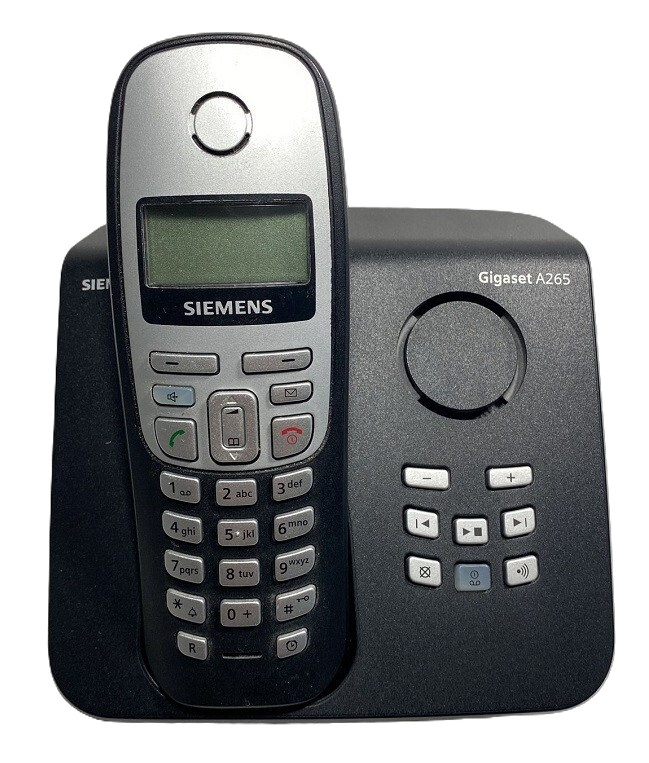 Gigaset A265
SIEM
SIEMENS
1
2 abc
3 def
4 ghi
5 jkl
6 mno
7 pqrs
8 tuv
9 wxyz
*
0 +
#
R
− +